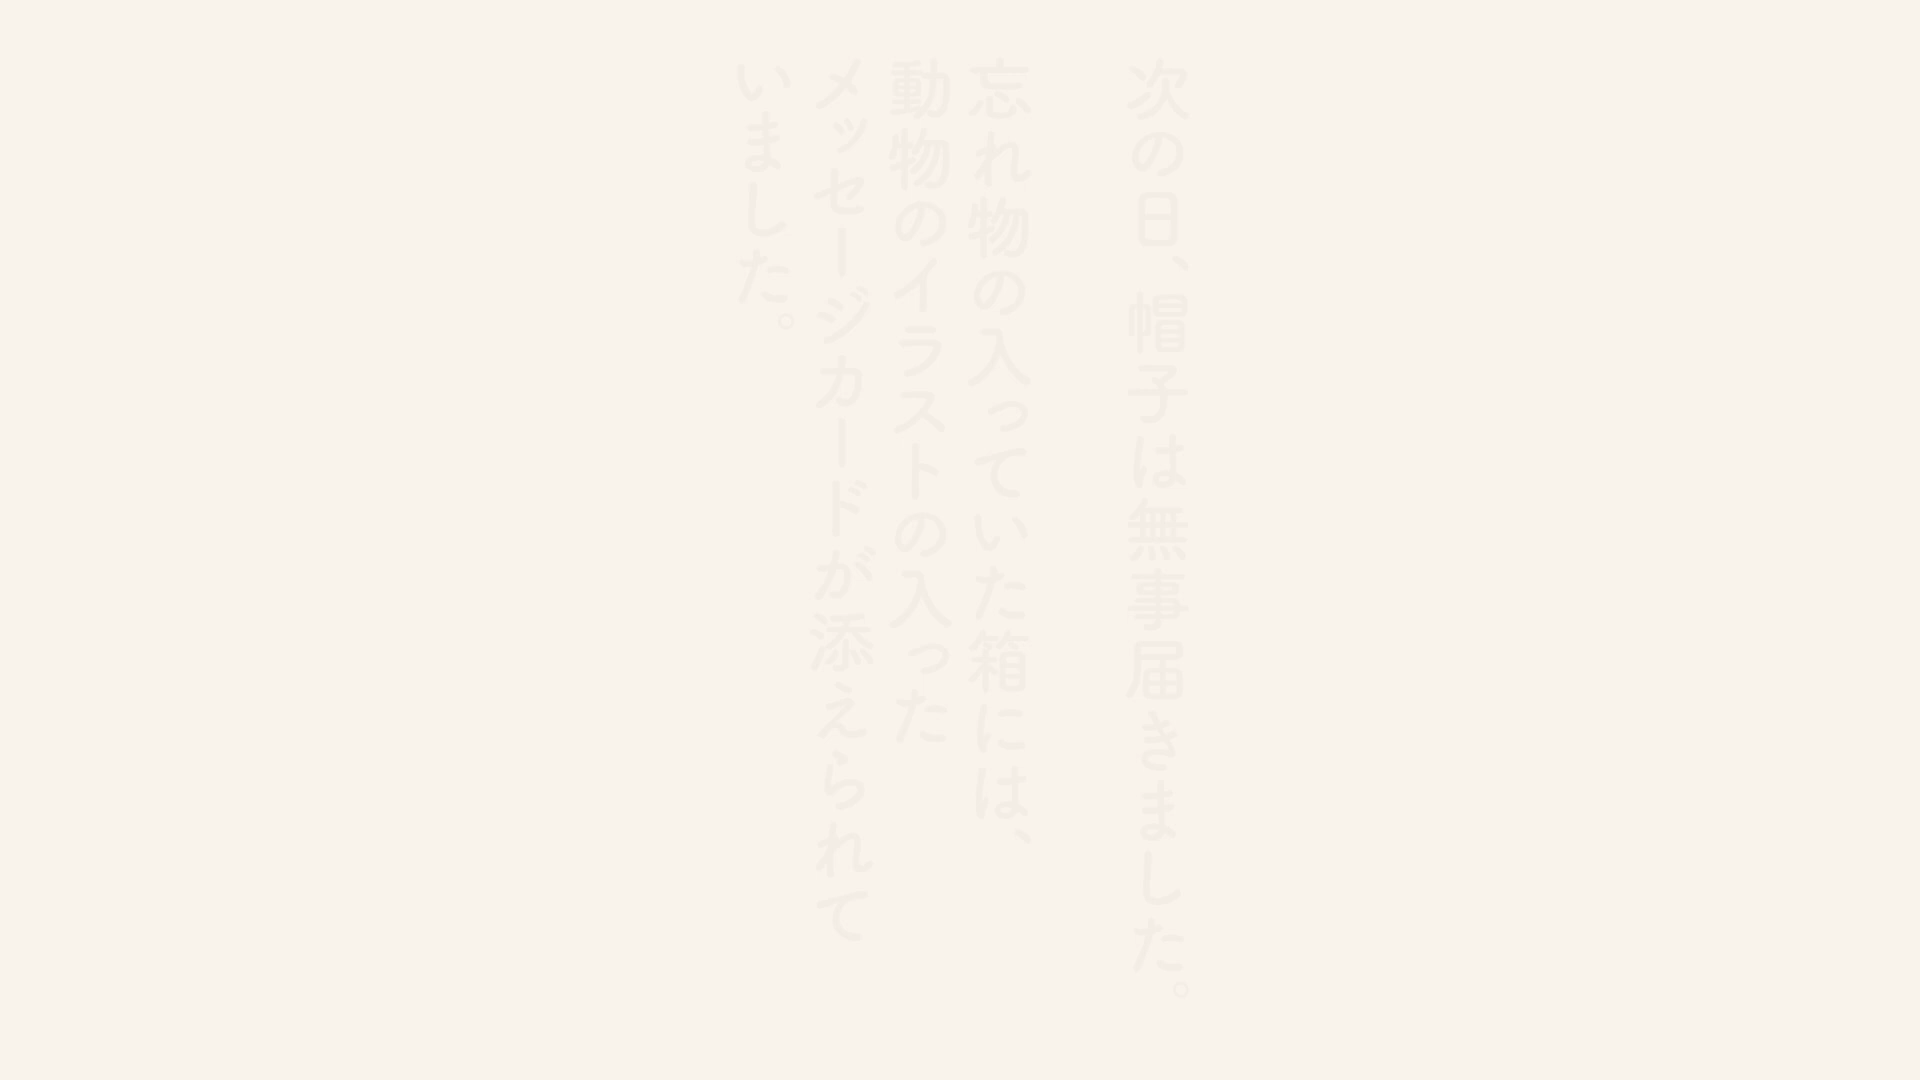 次の日、帽子は無事届きました。
忘れ物の入っていた箱には、
動物のイラストの入った
メッセージカードが添えられて
いました。